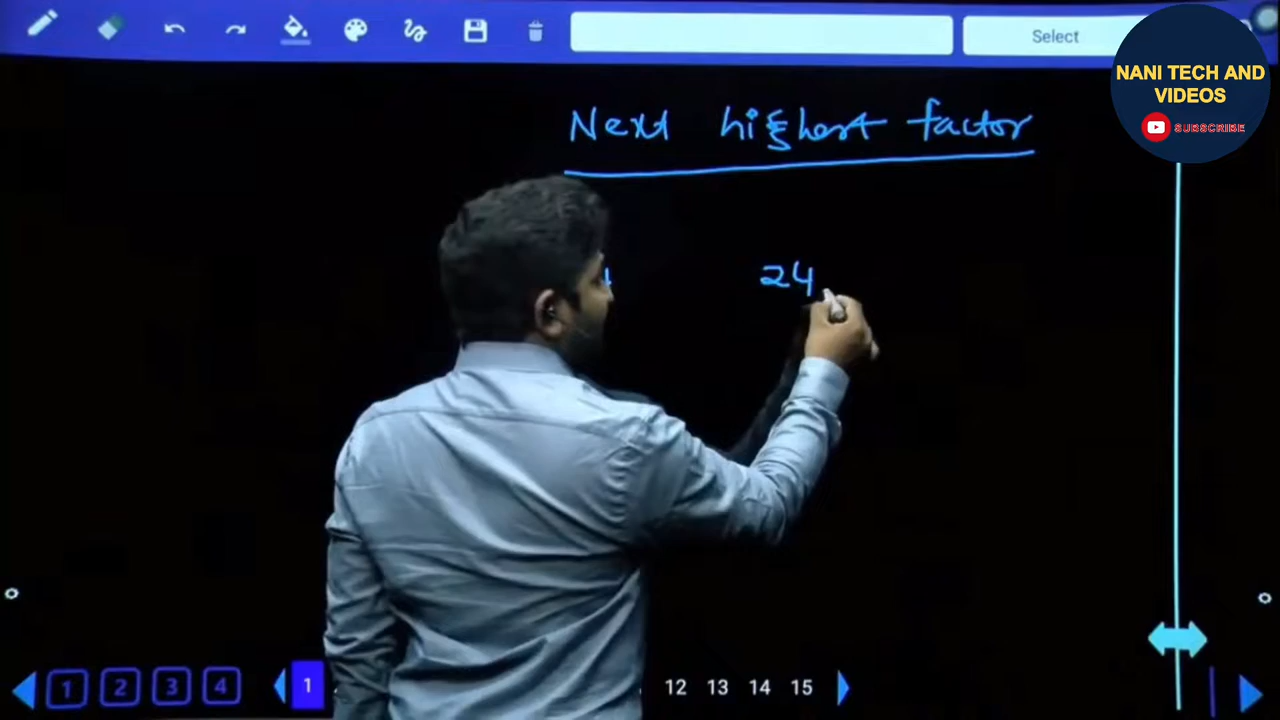 Select
NANI TECH AND
VIDEOS
SUBSCRIBE
Next highest factor
24
1 2 3 4 1 12 13 14 15